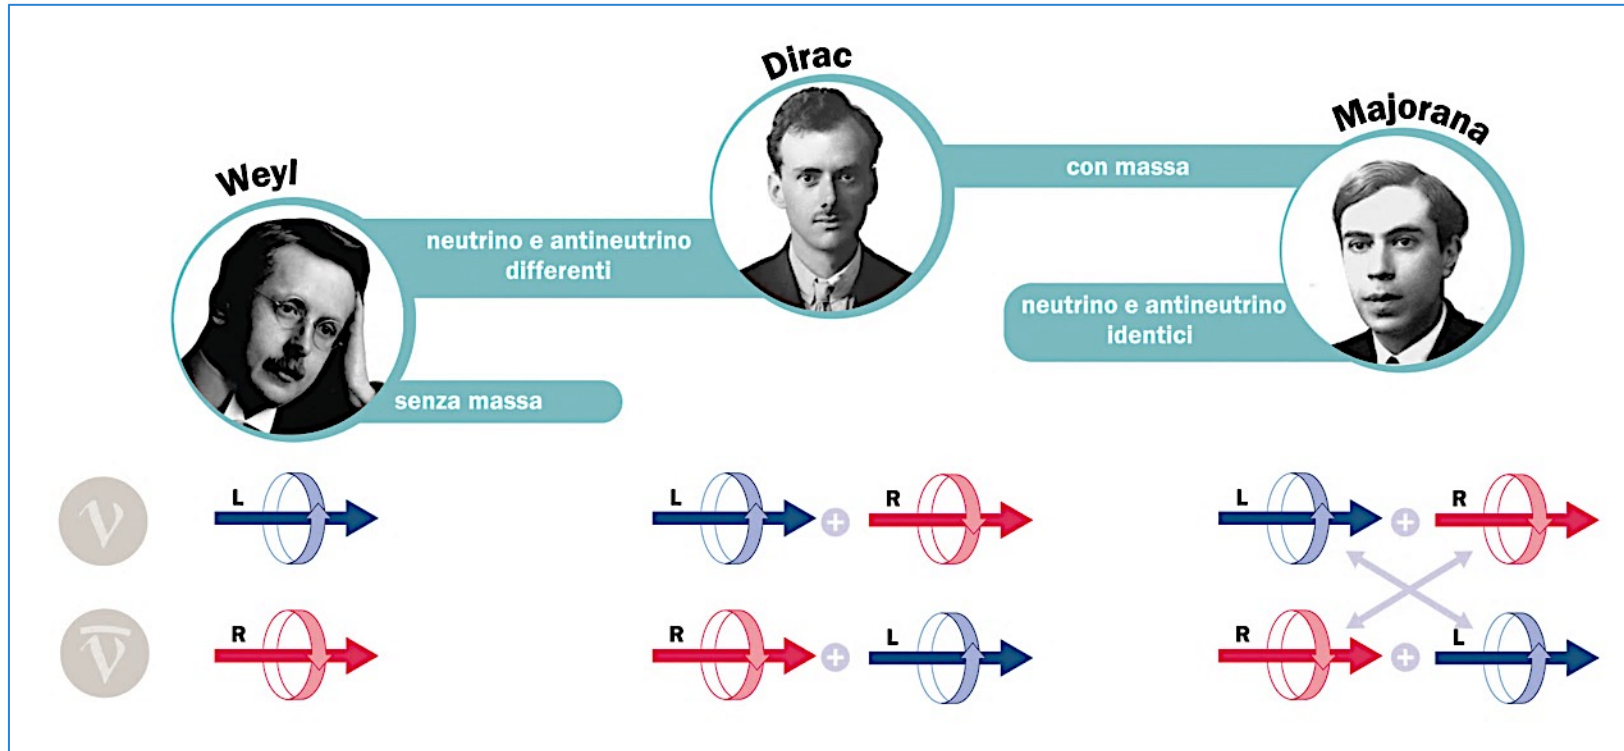 Dirac
Majorana
Weyl
con massa
neutrino e antineutrino
differenti
neutrino e antineutrino
identici
senza massa
ν
L
L
+
R
L
+
R
ν̅
R
R
+
L
R
+
L